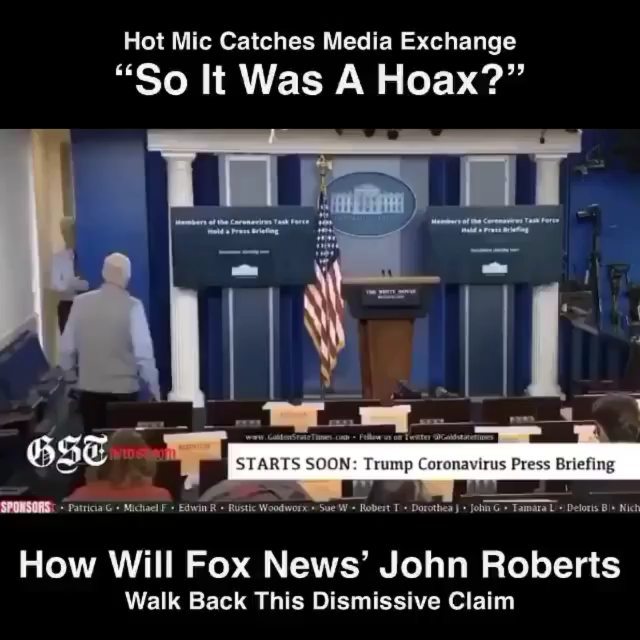 Hot Mic Catches Media Exchange
“So It Was A Hoax?”
Members of the Coronavirus Task Force
Hold a Press Briefing
Members of the Coronavirus Task Force
Hold a Press Briefing
THE WHITE HOUSE
www.GoldenStateTimes.com • Follow us on Twitter @Goldstatetimes
GST
STARTS SOON: Trump Coronavirus Press Briefing
SPONSORS • Patricia G • Michael F • Edwin R • Rustic Woodworx • Sue W • Robert T • Dorothea J • John G • Tamara L • Deloris B • Nich
How Will Fox News’ John Roberts
Walk Back This Dismissive Claim